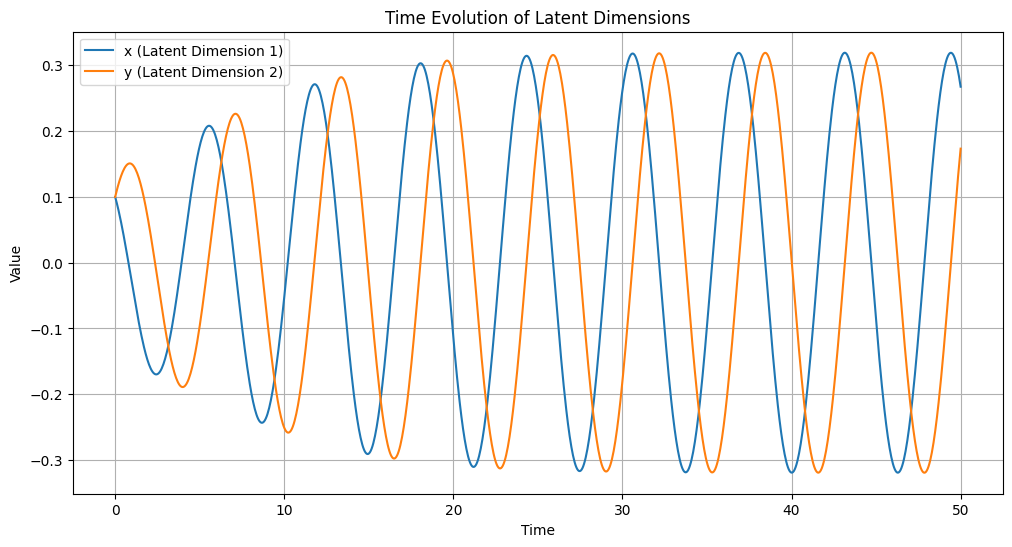 Time Evolution of Latent Dimensions
x (Latent Dimension 1)
y (Latent Dimension 2)
Value
0.3
0.2
0.1
0.0
−0.1
−0.2
−0.3
0 10 20 30 40 50
Time